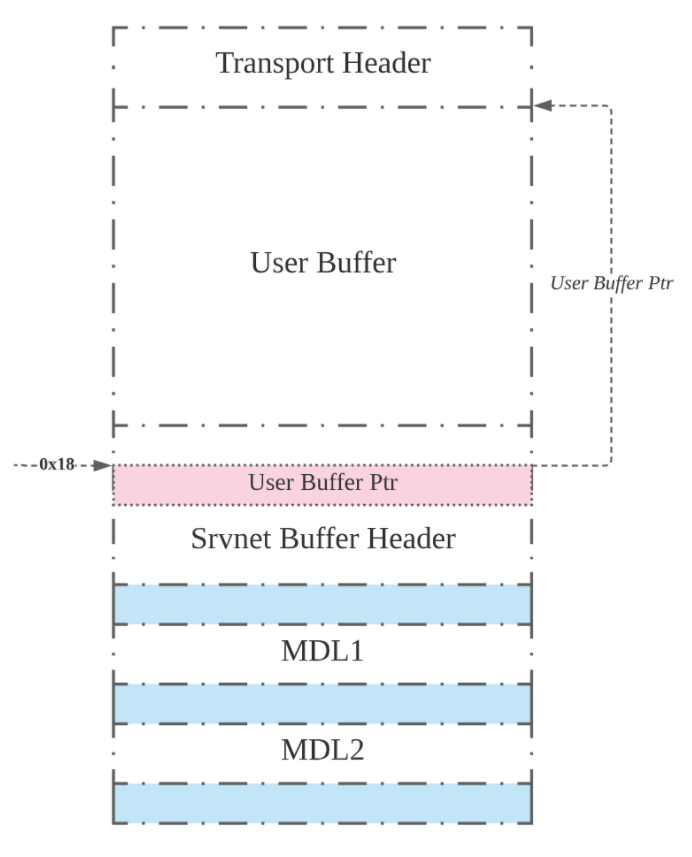 Transport Header
User Buffer
User Buffer Ptr
0x18
User Buffer Ptr
Srvnet Buffer Header
MDL1
MDL2